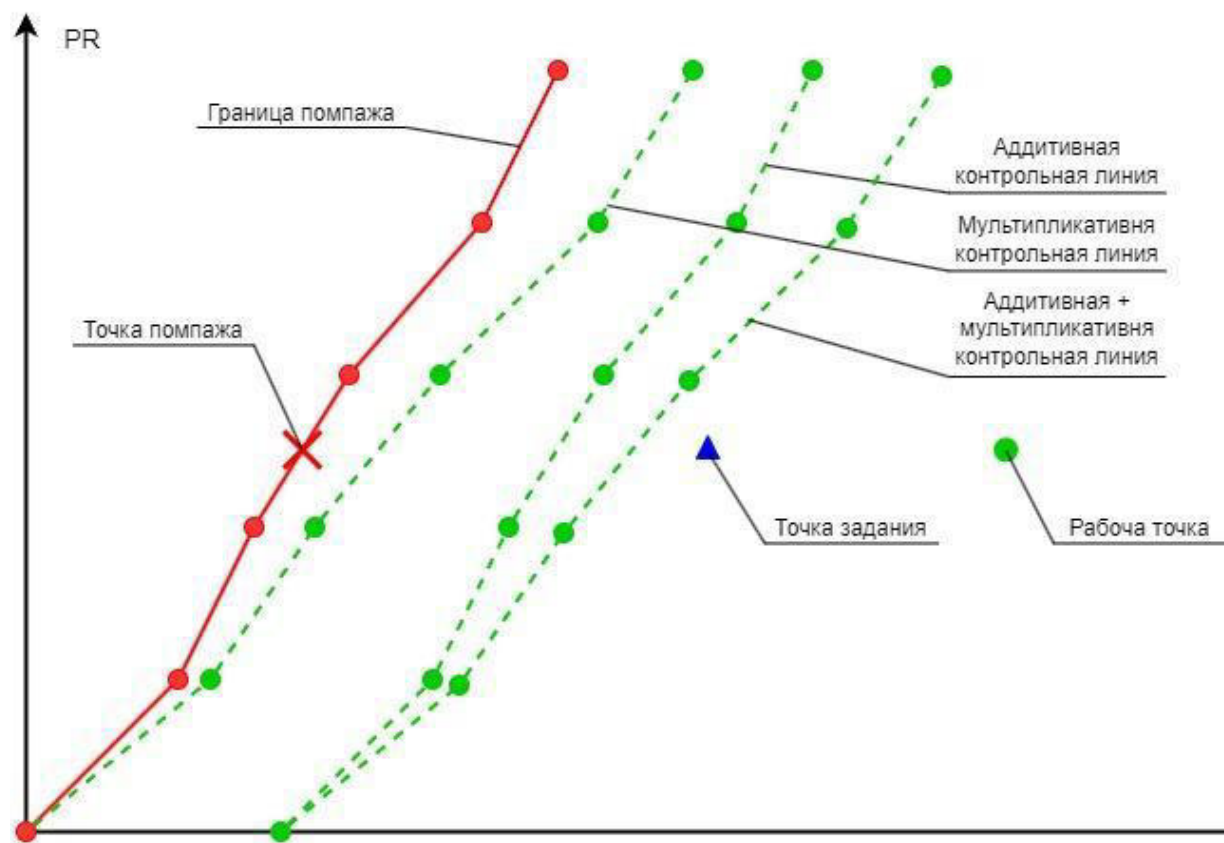 PR
Граница помпажа
Аддитивная
контрольная линия
Мультипликативня
контрольная линия
Аддитивная +
мультипликативня
контрольная линия
Точка помпажа
Точка задания
Рабоча точка